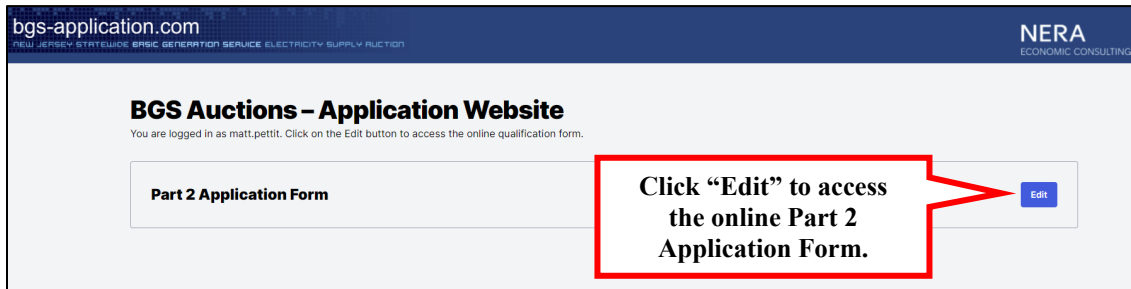 bgs-application.com
NEW JERSEY STATEWIDE BASIC GENERATION SERVICE ELECTRICITY SUPPLY AUCTION
NERA
ECONOMIC CONSULTING
BGS Auctions – Application Website
You are logged in as matt.pettit. Click on the Edit button to access the online qualification form.
Part 2 Application Form
Click “Edit” to access
the online Part 2
Application Form.
Edit